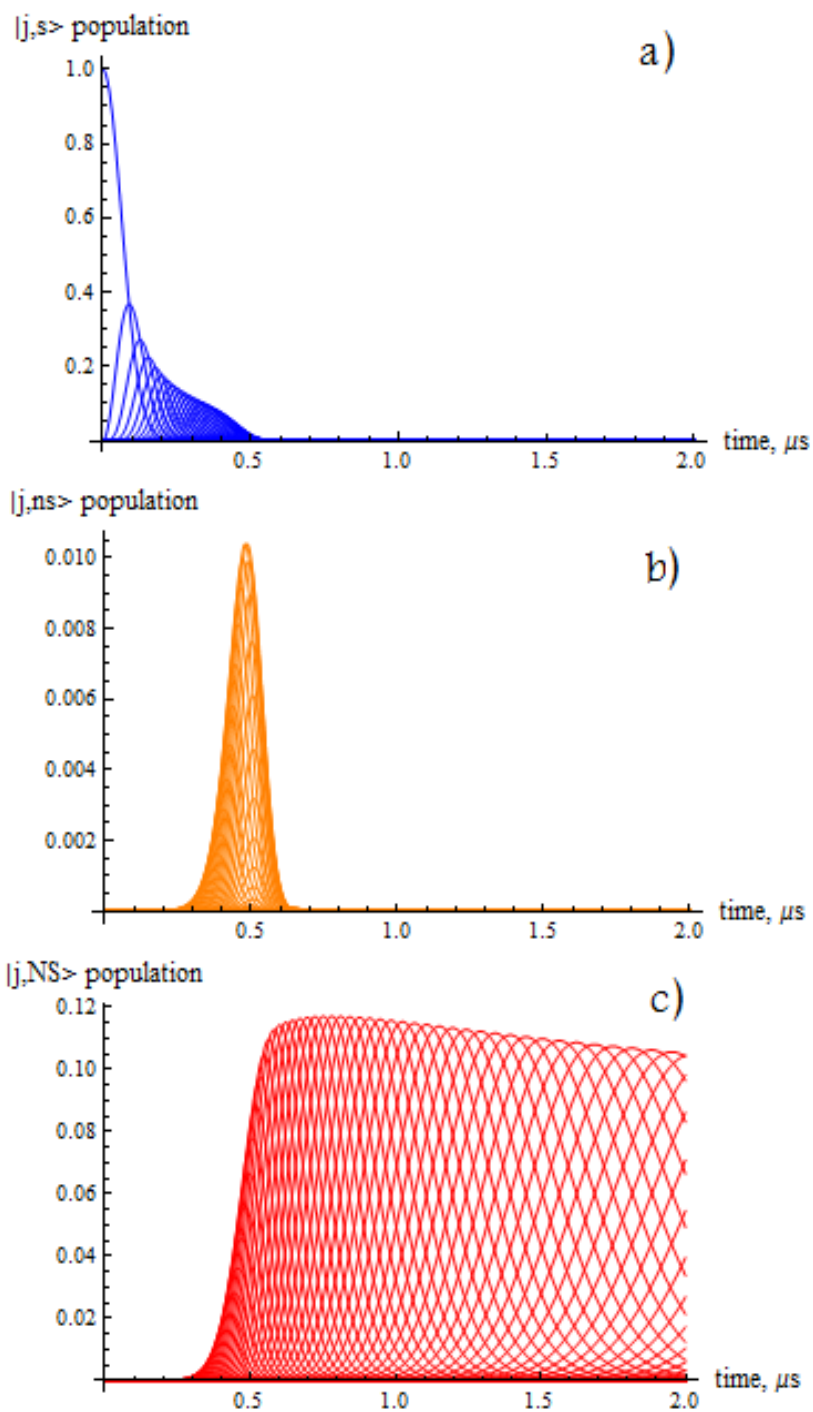 |j,s> population
a)
1.0
0.8
0.6
0.4
0.2
0.5 1.0 1.5 2.0
time, μs
|j,ns> population
b)
0.010
0.008
0.006
0.004
0.002
0.5 1.0 1.5 2.0
time, μs
|j,NS> population
c)
0.12
0.10
0.08
0.06
0.04
0.02
0.5 1.0 1.5 2.0
time, μs